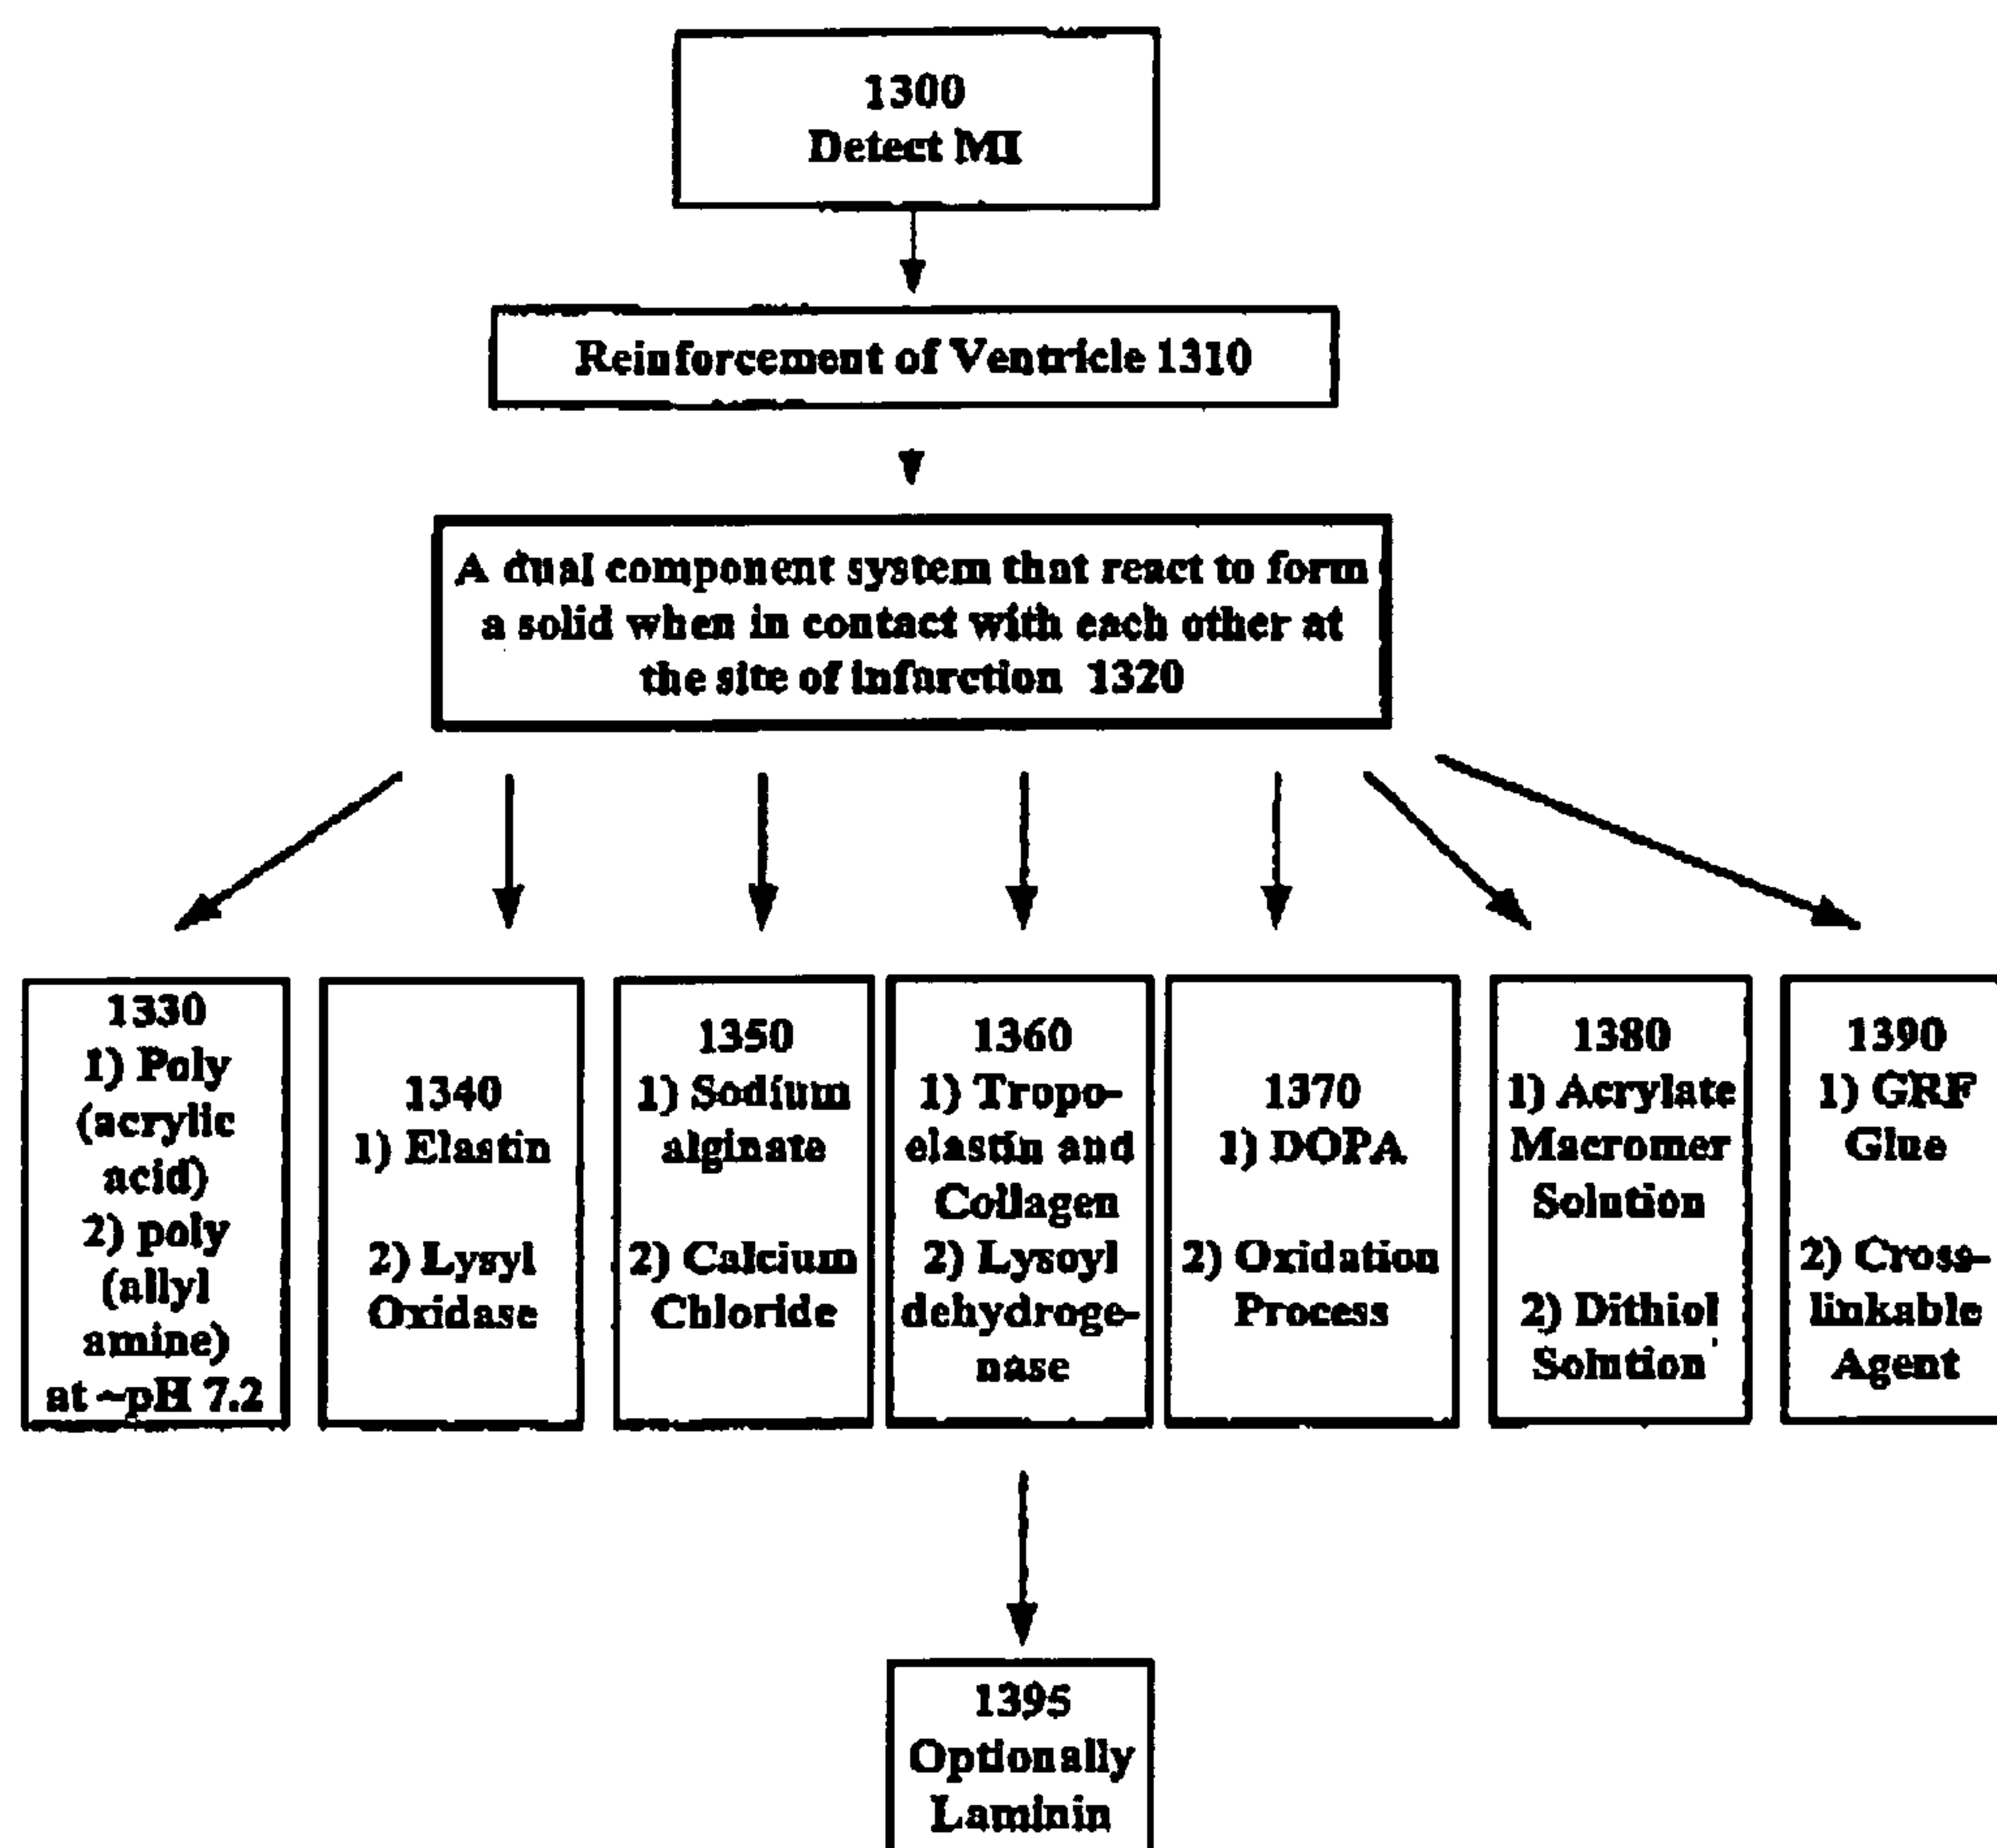 1300
Detect MI
Reinforcement of Ventricle 1310
A dual component system that react to form
a solid when in contact with each other at
the site of infarction 1320
1330
1) Poly
(acrylic
acid)
2) poly
(allyl
amine)
at ~pH 7.2
1340
1) Elastin
2) Lysyl
Oxidase
1350
1) Sodium
alginate
2) Calcium
Chloride
1360
1) Tropo-
elastin and
Collagen
2) Lysoyl
dehydroge-
nase
1370
1) DOPA
2) Oxidation
Process
1380
1) Acrylate
Macromer
Solution
2) Dithiol
Solution
1390
1) GRF
Glue
2) Cross-
linkable
Agent
1395
Optionally
Laminin